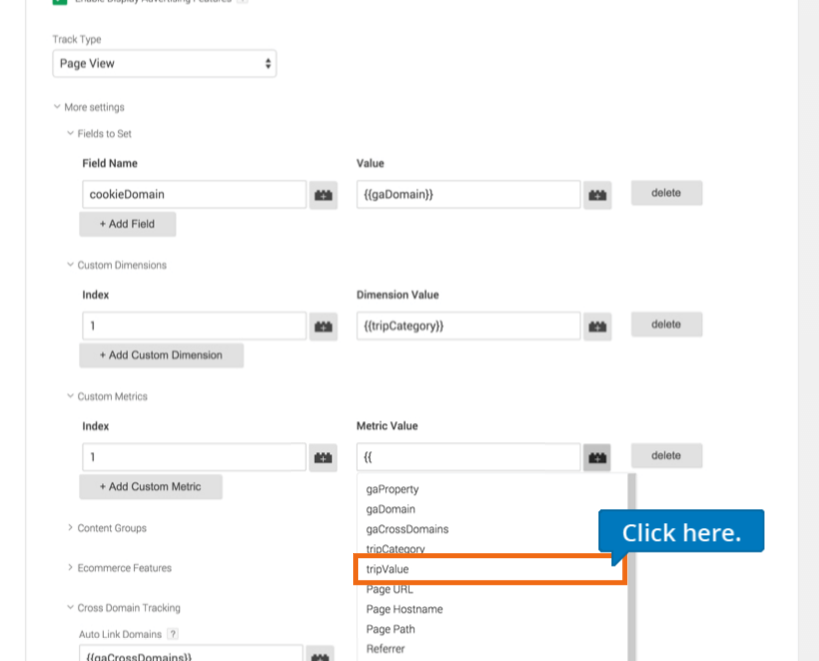 Enable Display Advertising Features ?
Track Type
Page View
More settings
Fields to Set
Field Name Value
cookieDomain {{gaDomain}} delete
+ Add Field
Custom Dimensions
Index Dimension Value
1 {{tripCategory}} delete
+ Add Custom Dimension
Custom Metrics
Index Metric Value
1 {{ delete
+ Add Custom Metric
gaProperty
gaDomain
gaCrossDomains
tripCategory
tripValue
Page URL
Page Hostname
Page Path
Referrer
Click here.
Content Groups
Ecommerce Features
Cross Domain Tracking
Auto Link Domains ?
{{gaCrossDomains}}